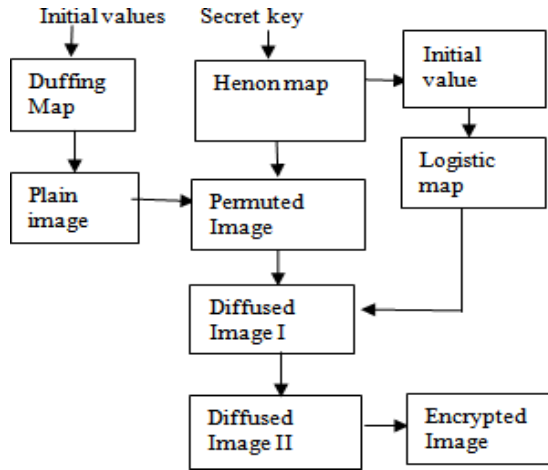 Initial values
Secret key
Duffing
Map
Henon map
Initial
value
Plain
image
Permuted
Image
Logistic
map
Diffused
Image I
Diffused
Image II
Encrypted
Image